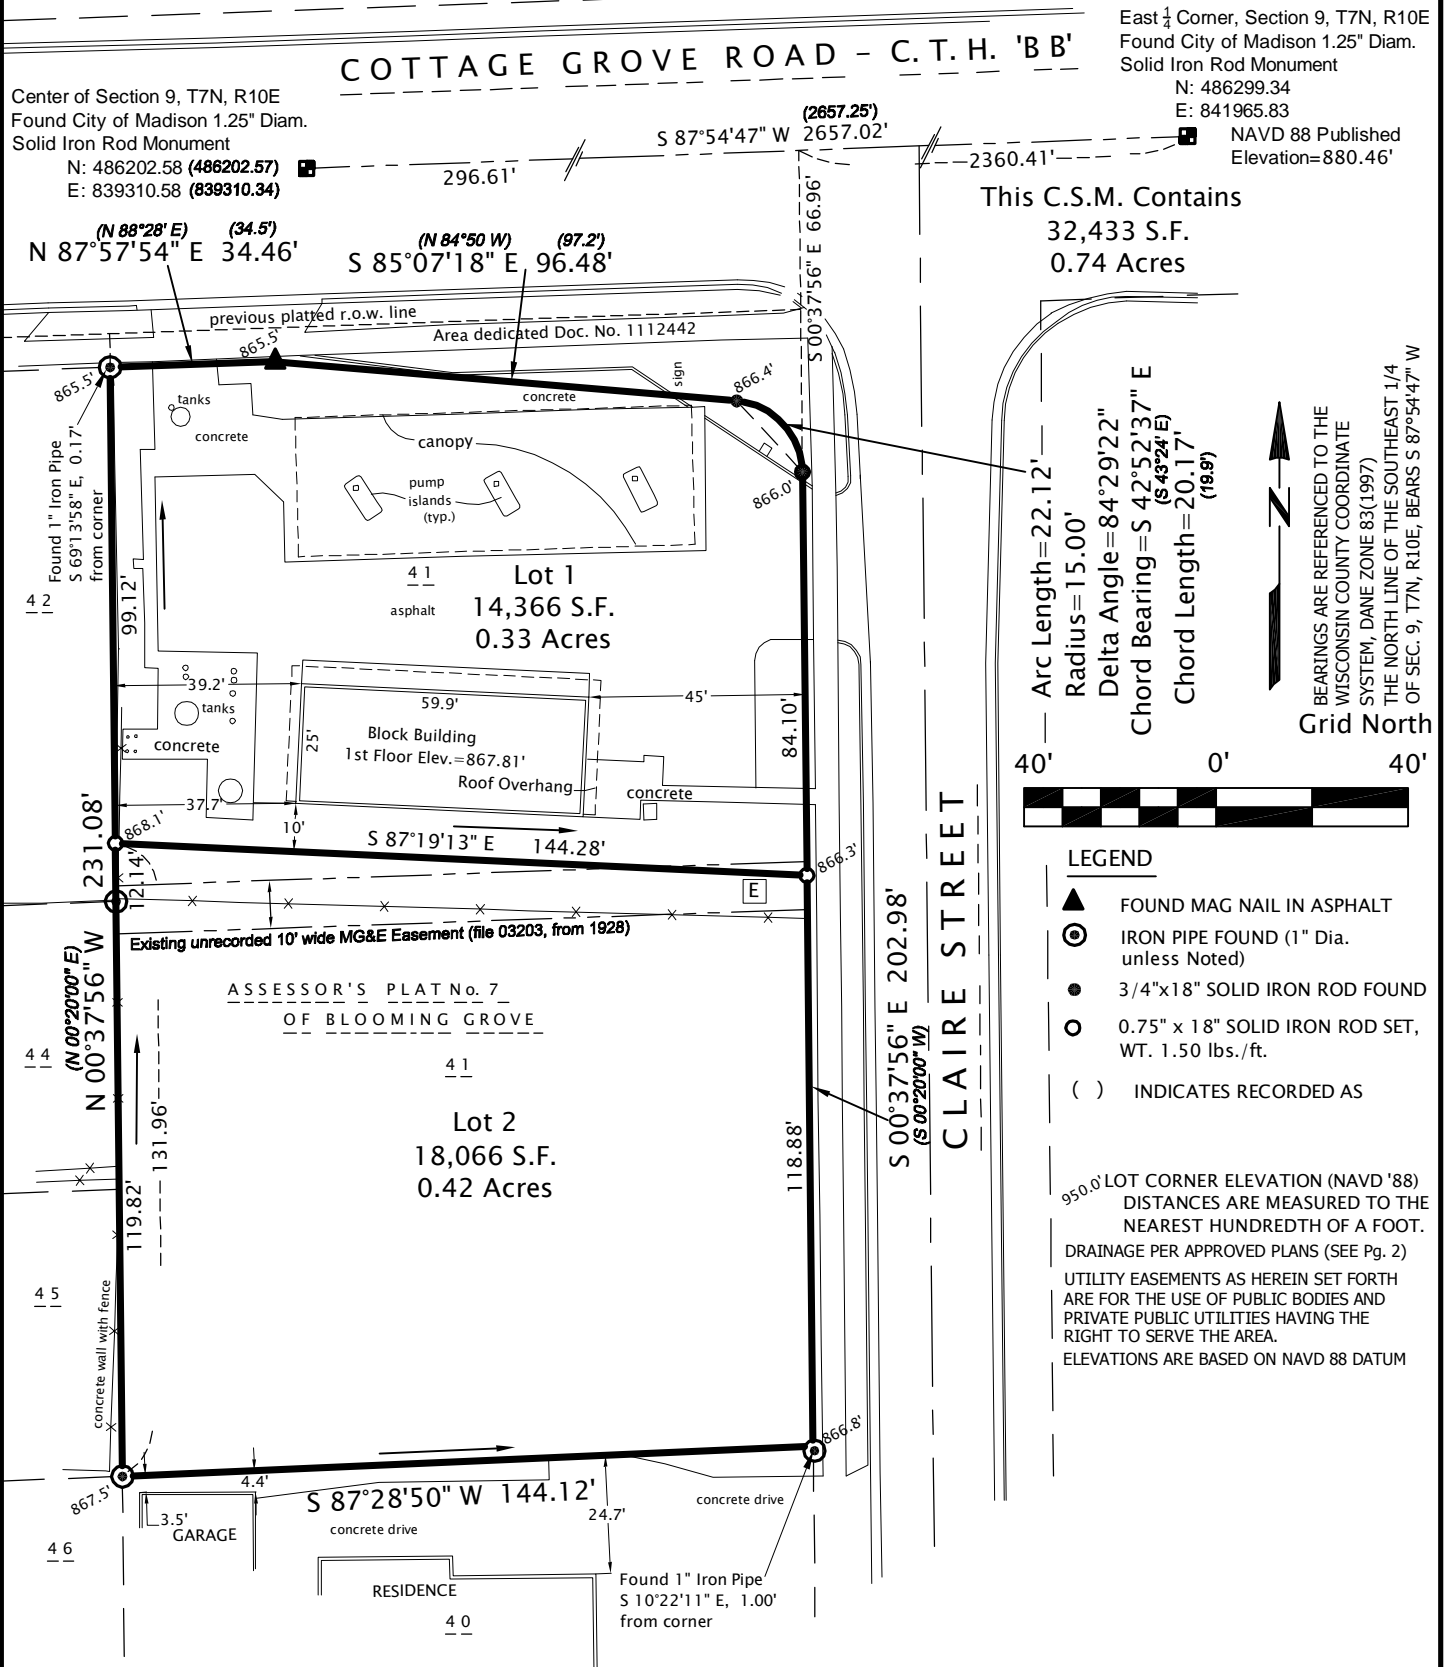 COTTAGE GROVE ROAD - C. T. H. 'B B'
East 1/4 Corner, Section 9, T7N, R10E
Found City of Madison 1.25" Diam.
Solid Iron Rod Monument
N: 486299.34
E: 841965.83
NAVD 88 Published
Elevation=880.46'
Center of Section 9, T7N, R10E
Found City of Madison 1.25" Diam.
Solid Iron Rod Monument
N: 486202.58 (486202.57)
E: 839310.58 (839310.34)
(2657.25')
S 87°54'47" W 2657.02'
296.61'
2360.41'
S 00°37'56" E 66.96'
This C.S.M. Contains
32,433 S.F.
0.74 Acres
(N 88°28' E) (34.5')
N 87°57'54" E 34.46'
(N 84°50 W) (97.2')
S 85°07'18" E 96.48'
previous platted r.o.w. line
Area dedicated Doc. No. 1112442
865.5'
865.5'
866.4'
866.0'
sign
tanks
concrete
concrete
canopy
pump
islands
(typ.)
Found 1" Iron Pipe
S 69°13'58" E, 0.17'
from corner
42
99.12'
41
Lot 1
14,366 S.F.
0.33 Acres
asphalt
39.2'
59.9'
45'
tanks
concrete
25'
Block Building
1st Floor Elev.=867.81'
Roof Overhang
concrete
84.10'
37.7'
10'
868.1'
S 87°19'13" E 144.28'
866.3'
E
12.14'
Existing unrecorded 10' wide MG&E Easement (file 03203, from 1928)
(N 00°20'00" E)
N 00°37'56" W 231.08'
ASSESSOR'S PLAT No. 7
OF BLOOMING GROVE
44
41
Lot 2
18,066 S.F.
0.42 Acres
131.96'
119.82'
118.88'
S 00°37'56" E 202.98'
(S 00°20'00" W)
CLAIRE STREET
45
concrete wall with fence
867.5'
866.8'
4.4'
3.5'
GARAGE
S 87°28'50" W 144.12'
24.7'
concrete drive
concrete drive
46
RESIDENCE
40
Found 1" Iron Pipe
S 10°22'11" E, 1.00'
from corner
Arc Length=22.12'
Radius=15.00'
Delta Angle=84°29'22"
Chord Bearing=S 42°52'37" E
(S 43°24' E)
Chord Length=20.17'
(19.9')
N
BEARINGS ARE REFERENCED TO THE
WISCONSIN COUNTY COORDINATE
SYSTEM, DANE ZONE 83(1997)
THE NORTH LINE OF THE SOUTHEAST 1/4
OF SEC. 9, T7N, R10E, BEARS S 87°54'47" W
Grid North
40' 0' 40'
LEGEND
FOUND MAG NAIL IN ASPHALT
IRON PIPE FOUND (1" Dia.
unless Noted)
3/4"x18" SOLID IRON ROD FOUND
0.75" x 18" SOLID IRON ROD SET,
WT. 1.50 lbs./ft.
( ) INDICATES RECORDED AS
950.0' LOT CORNER ELEVATION (NAVD '88)
DISTANCES ARE MEASURED TO THE
NEAREST HUNDREDTH OF A FOOT.
DRAINAGE PER APPROVED PLANS (SEE Pg. 2)
UTILITY EASEMENTS AS HEREIN SET FORTH
ARE FOR THE USE OF PUBLIC BODIES AND
PRIVATE PUBLIC UTILITIES HAVING THE
RIGHT TO SERVE THE AREA.
ELEVATIONS ARE BASED ON NAVD 88 DATUM